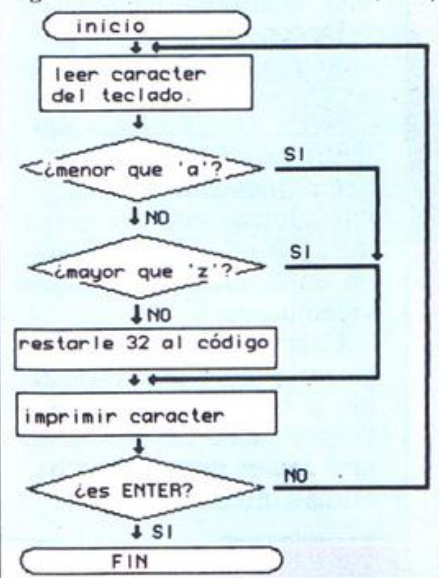 inicio
leer caracter
del teclado.
¿menor que 'a'?
SI
NO
¿mayor que 'z'?
SI
NO
restarle 32 al código
imprimir caracter
¿es ENTER?
NO
SI
FIN